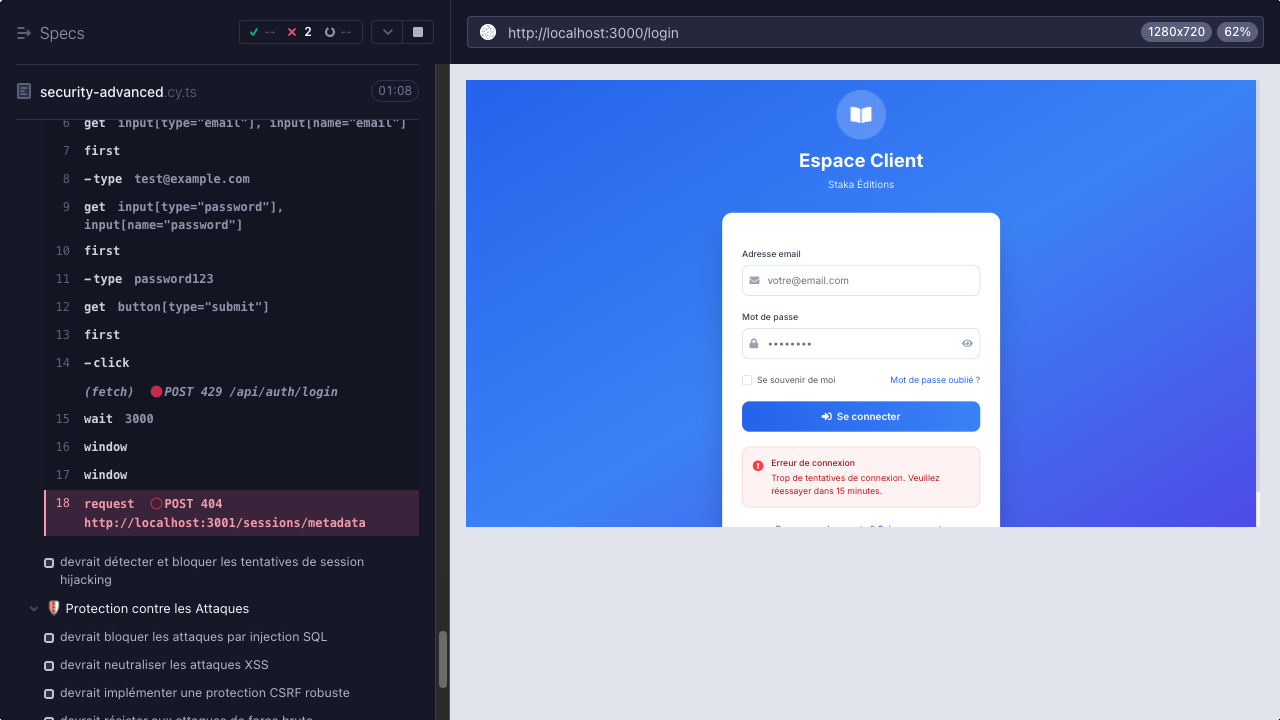 Specs
-- 2 --
http://localhost:3000/login
1280x720
62%
security-advanced.cy.ts
01:08
6 get input[type="email"], input[name="email"]
7 first
8 -type test@example.com
9 get input[type="password"],
input[name="password"]
10 first
11 -type password123
12 get button[type="submit"]
13 first
14 -click
(fetch) POST 429 /api/auth/login
15 wait 3000
16 window
17 window
18 request POST 404
http://localhost:3001/sessions/metadata
devrait détecter et bloquer les tentatives de session
hijacking
Protection contre les Attaques
devrait bloquer les attaques par injection SQL
devrait neutraliser les attaques XSS
devrait implémenter une protection CSRF robuste
devrait résister aux attaques de force brute
Espace Client
Staka Éditions
Adresse email
votre@email.com
Mot de passe
••••••••
Se souvenir de moi
Mot de passe oublié ?
Se connecter
Erreur de connexion
Trop de tentatives de connexion. Veuillez
réessayer dans 15 minutes.